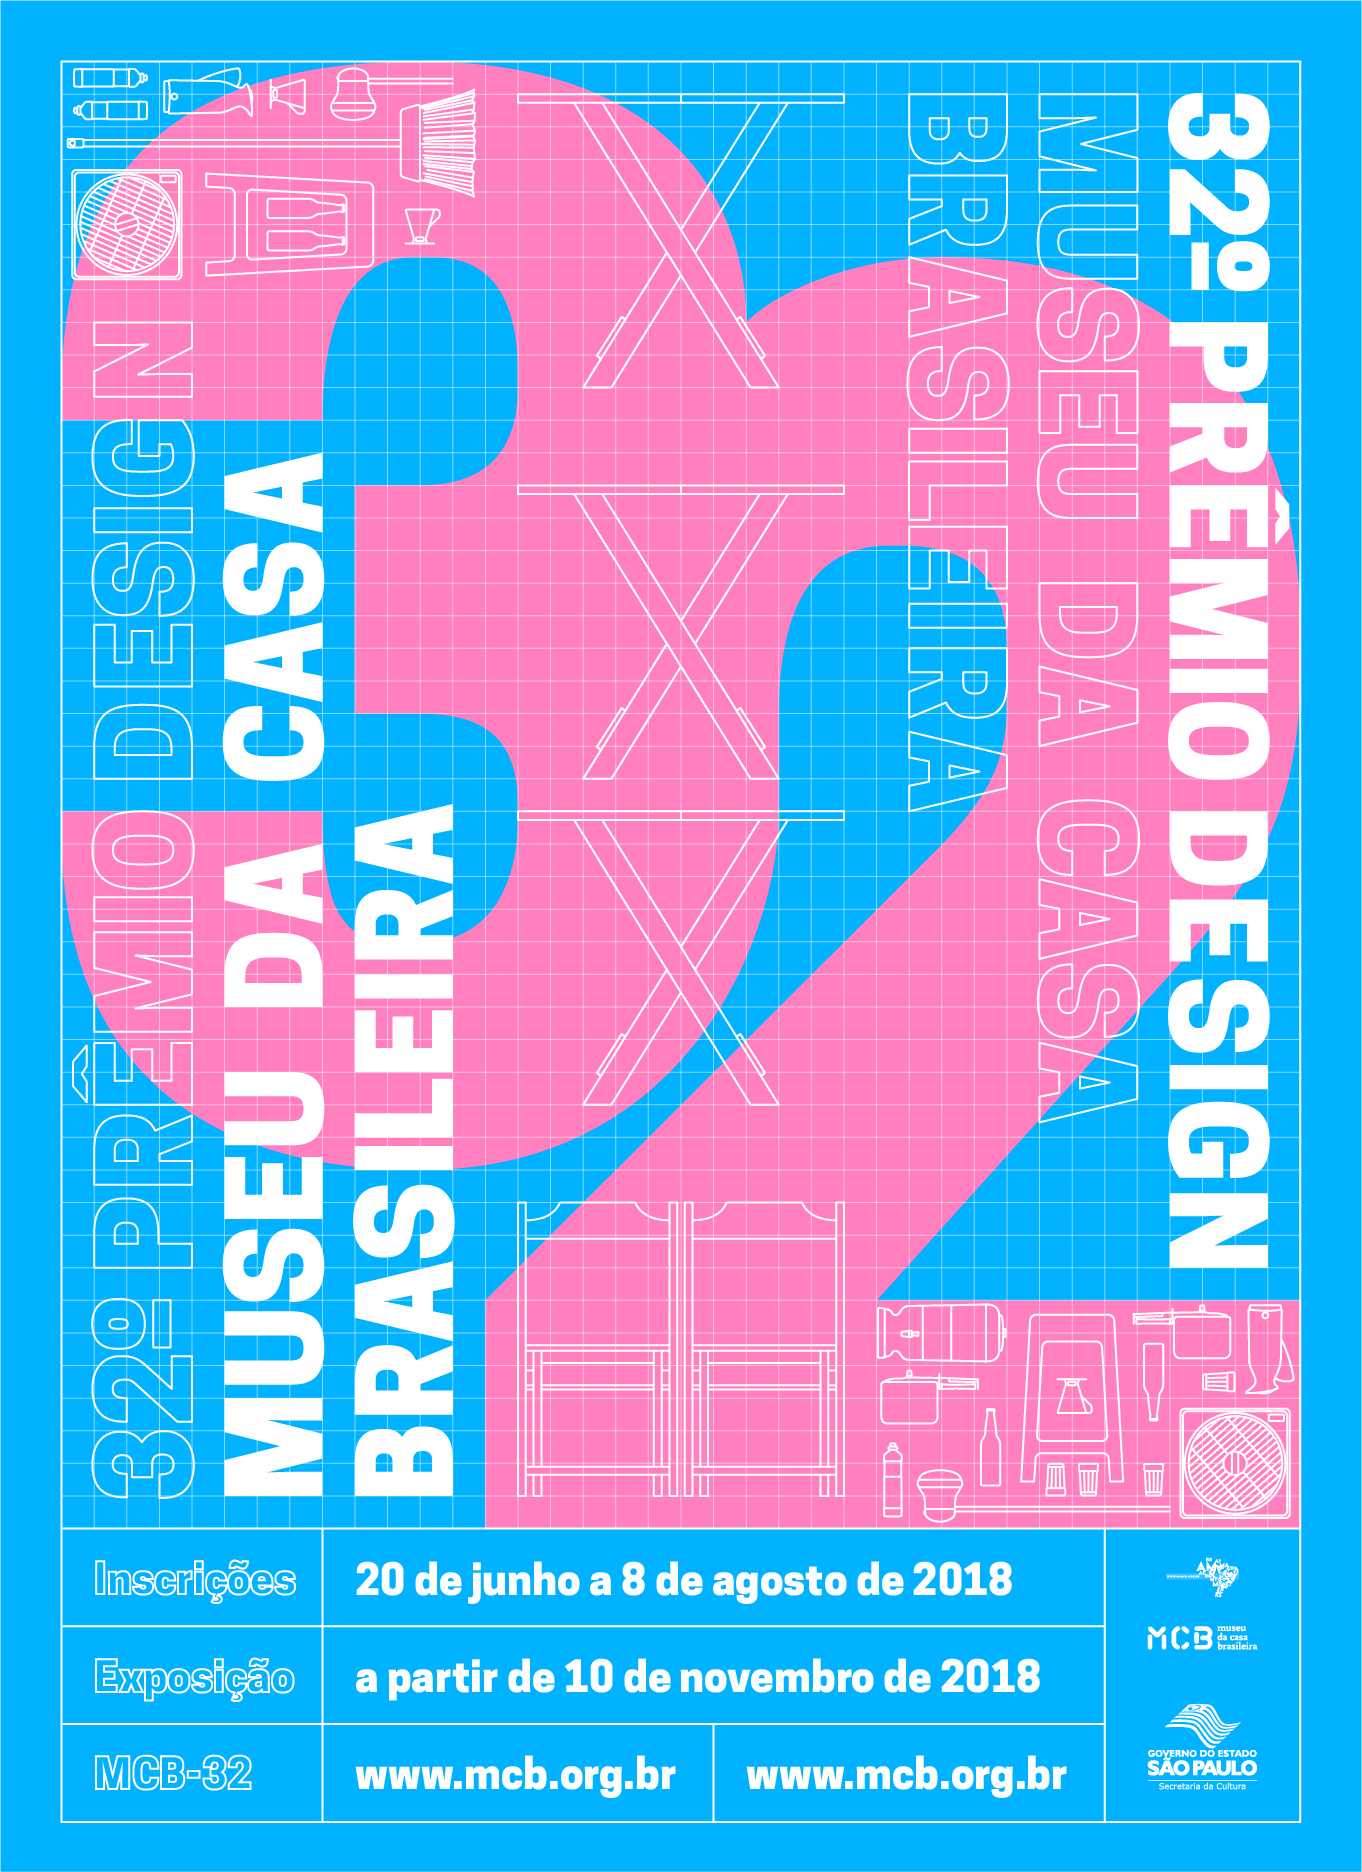 32º PRÊMIO DESIGN
MUSEU DA CASA
BRASILEIRA
32º PRÊMIO DESIGN
MUSEU DA CASA
BRASILEIRA
32
Inscrições
20 de junho a 8 de agosto de 2018
Exposição
a partir de 10 de novembro de 2018
MCB-32
www.mcb.org.br
www.mcb.org.br
MCB museu
da casa
brasileira
GOVERNO DO ESTADO
SÃO PAULO
Secretaria da Cultura